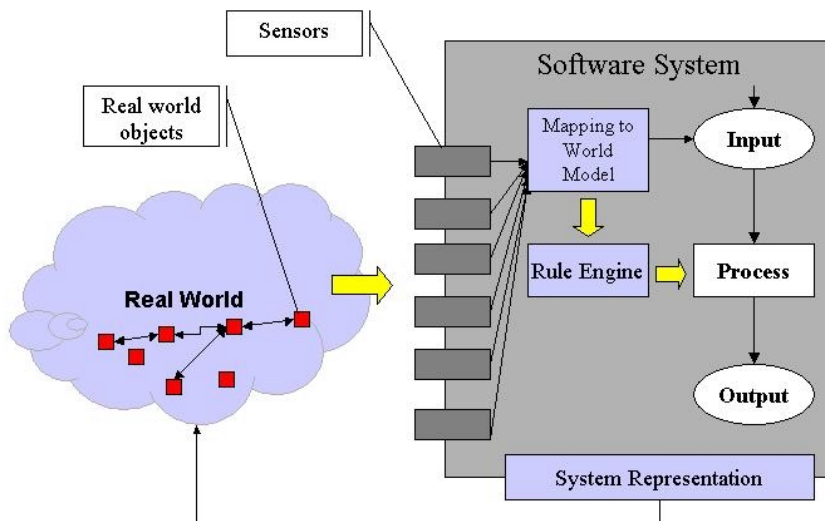 Sensors
Software System
Real world
objects
Mapping to
World
Model
Input
Rule Engine
Process
Real World
Output
System Representation